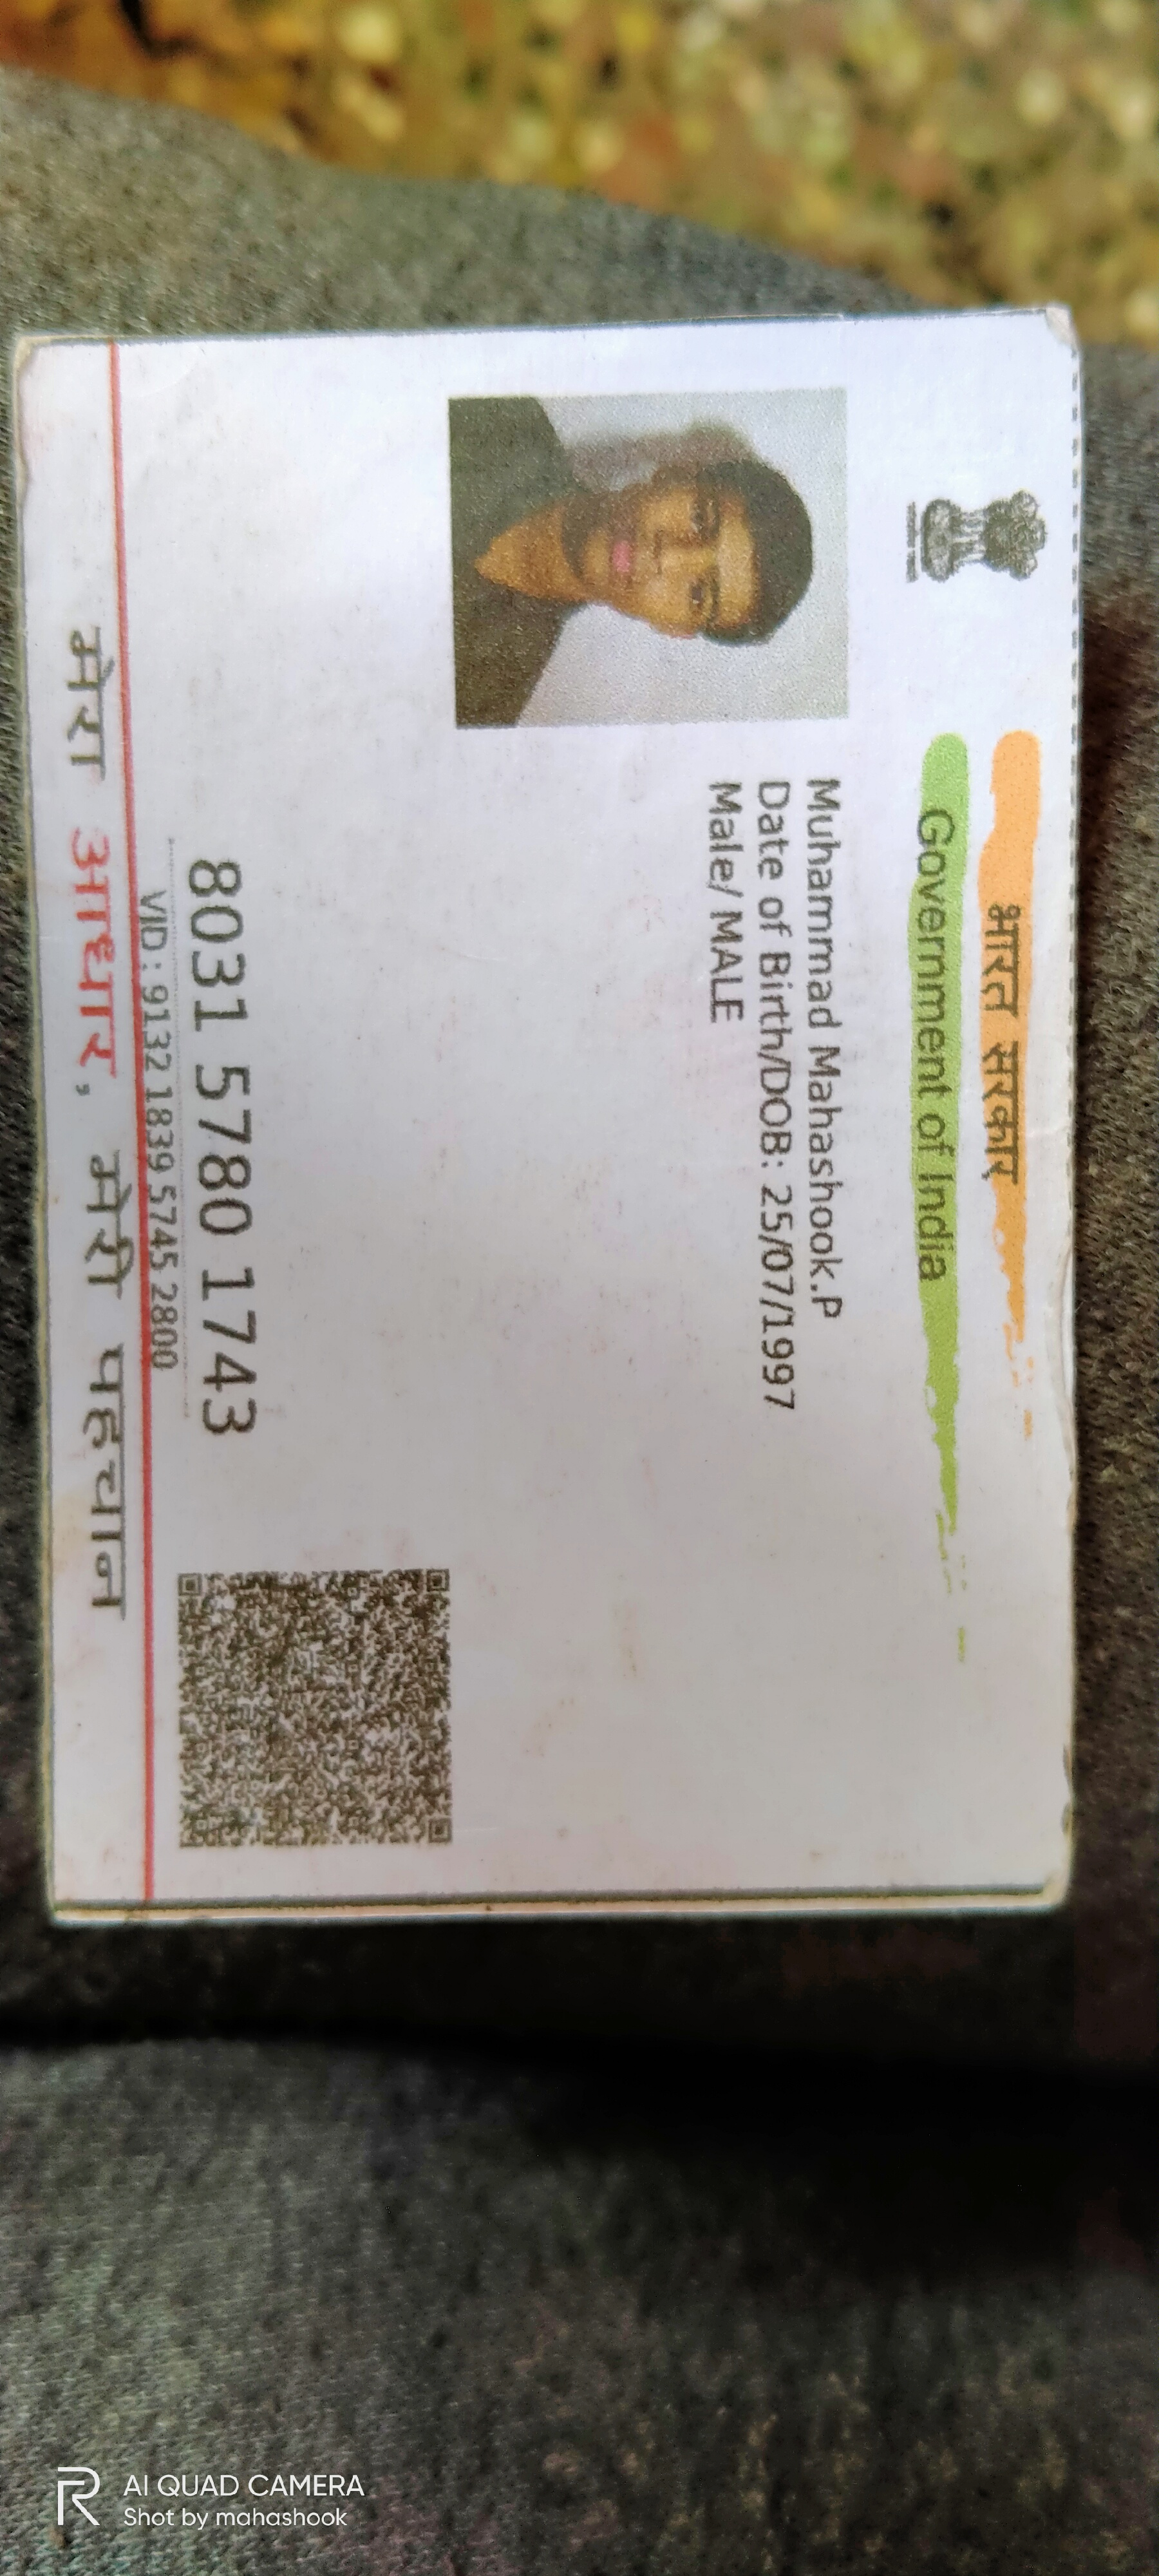 भारत सरकार
Government of India
Muhammad Mahashook.P
Date of Birth/DOB: 25/07/1997
Male/ MALE
8031 5780 1743
VID : 9132 1839 5745 2800
मेरा आधार, मेरी पहचान
AI QUAD CAMERA
Shot by mahashook